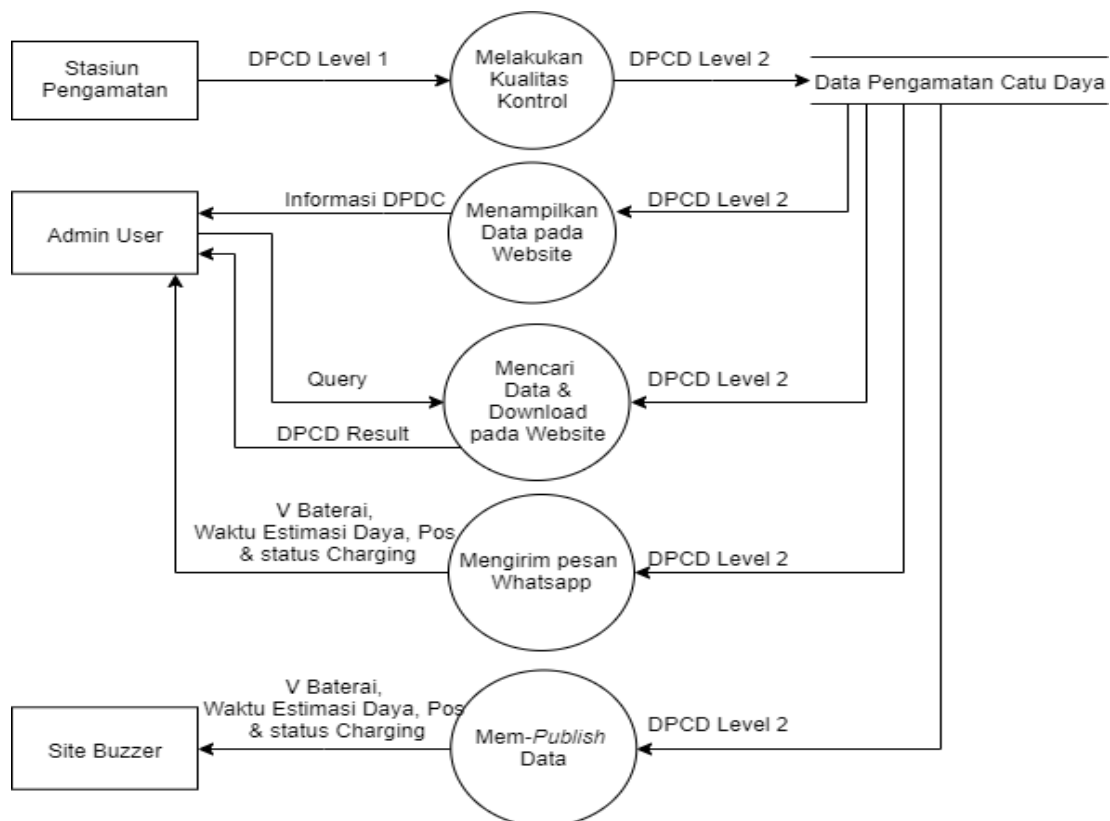 Stasiun
Pengamatan
DPCD Level 1
Melakukan
Kualitas
Kontrol
DPCD Level 2
Data Pengamatan Catu Daya
Admin User
Informasi DPDC
Menampilkan
Data pada
Website
DPCD Level 2
Query
DPCD Result
Mencari
Data &
Download
pada Website
DPCD Level 2
V Baterai,
Waktu Estimasi Daya, Pos
& status Charging
Mengirim pesan
Whatsapp
DPCD Level 2
Site Buzzer
V Baterai,
Waktu Estimasi Daya, Pos
& status Charging
Mem-Publish
Data
DPCD Level 2